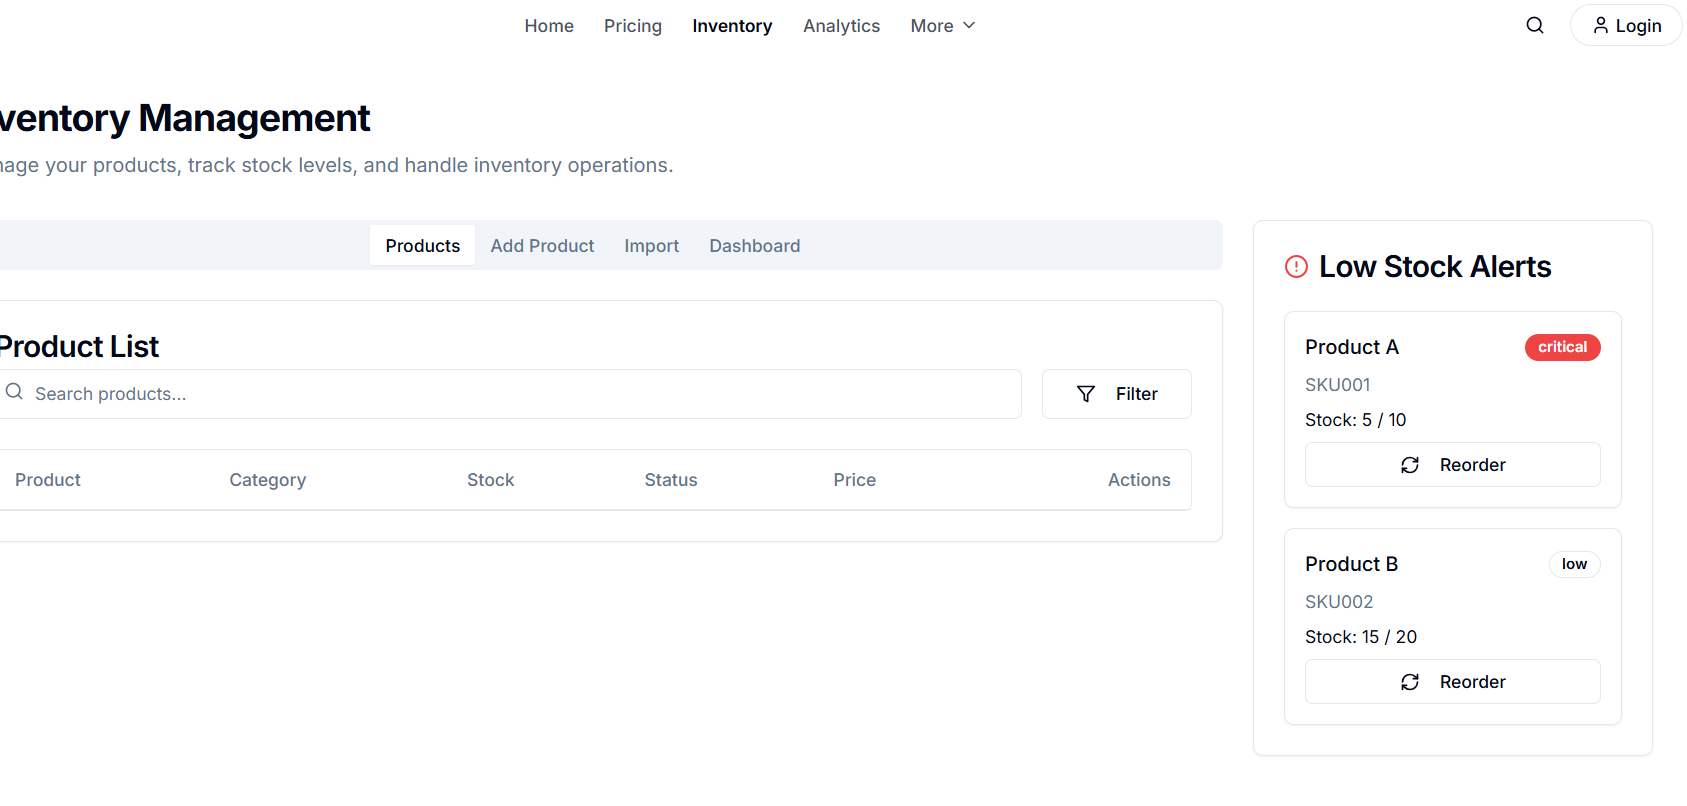 Home Pricing Inventory Analytics More Login
ventory Management
nage your products, track stock levels, and handle inventory operations.
Products Add Product Import Dashboard
Product List
Search products...
Filter
Product Category Stock Status Price Actions
Low Stock Alerts
Product A critical
SKU001
Stock: 5 / 10
Reorder
Product B low
SKU002
Stock: 15 / 20
Reorder